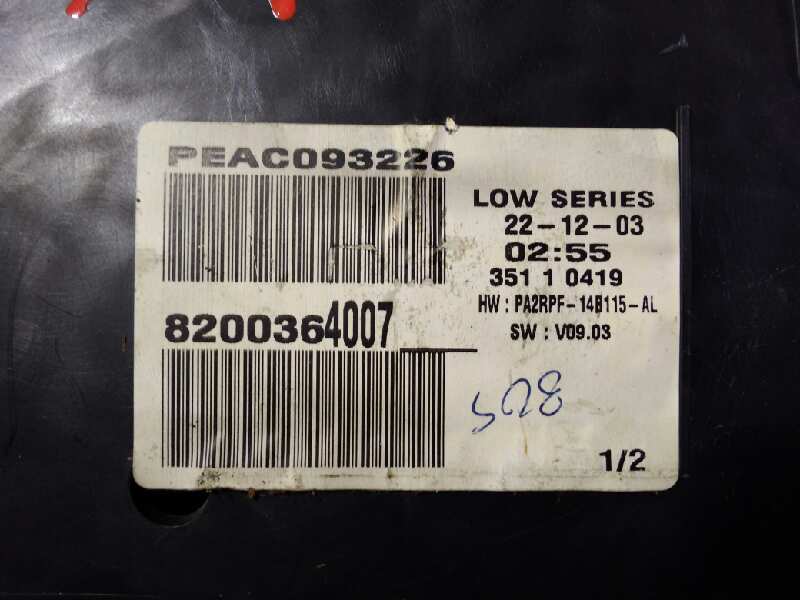 PEAC093226
LOW SERIES
22-12-03
02:55
351 1 0419
HW : PA2RPF-14B115-AL
SW : V09.03
8200364007
1/2